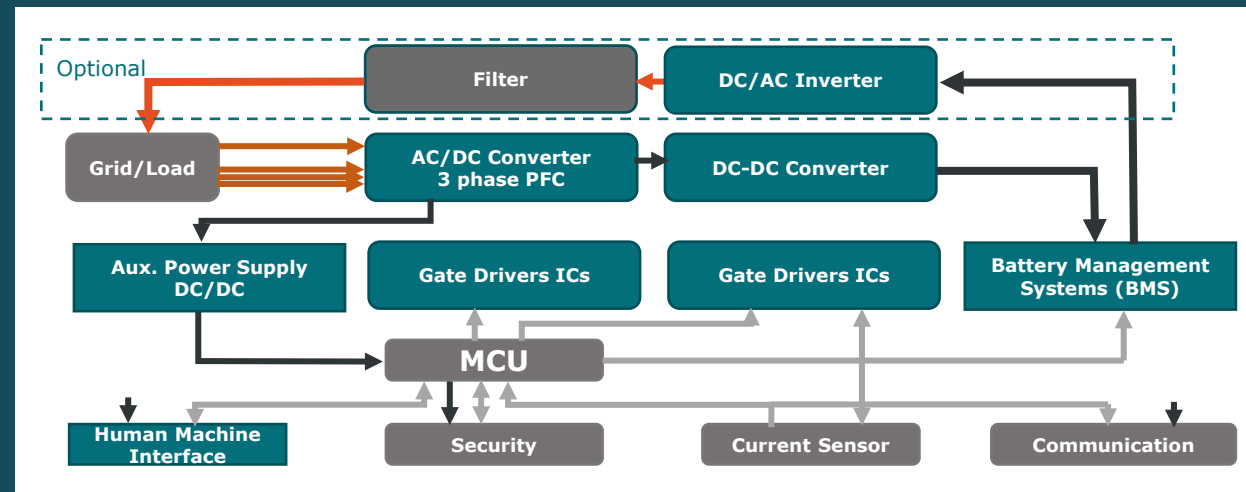 Optional
Filter
DC/AC Inverter
Grid/Load
AC/DC Converter
3 phase PFC
DC-DC Converter
Aux. Power Supply
DC/DC
Gate Drivers ICs
Gate Drivers ICs
Battery Management
Systems (BMS)
MCU
Human Machine
Interface
Security
Current Sensor
Communication